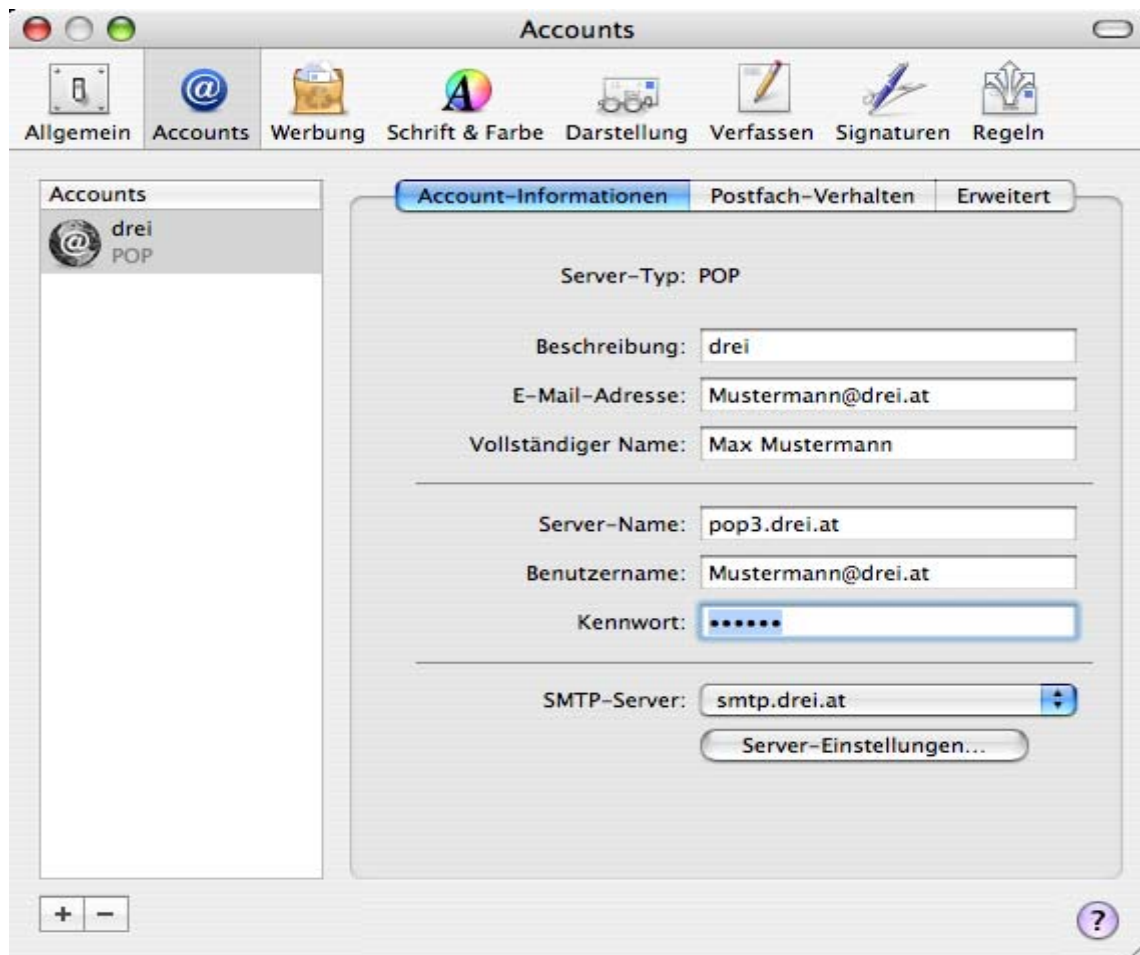 Accounts
Allgemein Accounts Werbung Schrift & Farbe Darstellung Verfassen Signaturen Regeln
Accounts
drei
POP
Account-Informationen Postfach-Verhalten Erweitert
Server-Typ: POP
Beschreibung: drei
E-Mail-Adresse: Mustermann@drei.at
Vollständiger Name: Max Mustermann
Server-Name: pop3.drei.at
Benutzername: Mustermann@drei.at
Kennwort: ••••••
SMTP-Server: smtp.drei.at
Server-Einstellungen...
+ −
?